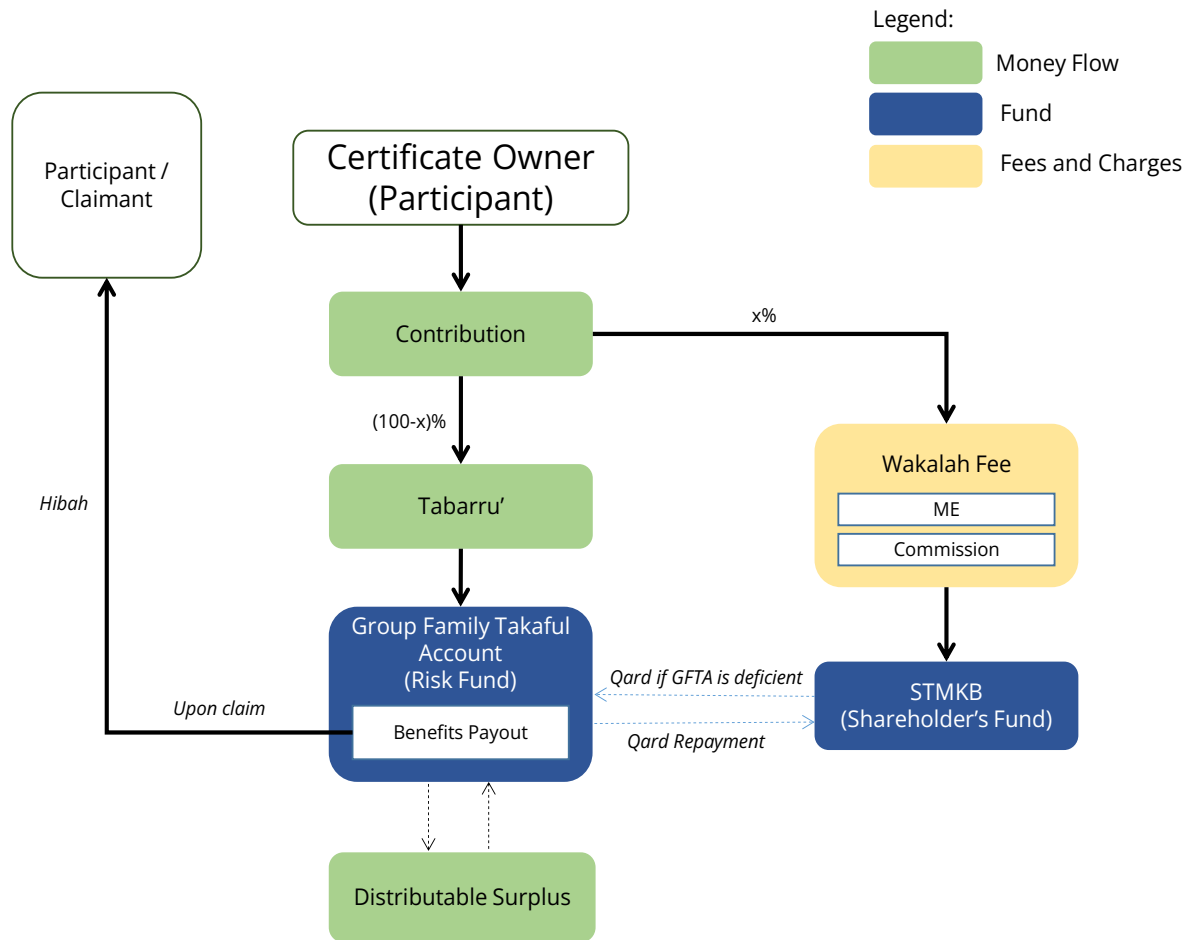 Legend:
Money Flow
Fund
Fees and Charges
Participant /
Claimant
Certificate Owner
(Participant)
Contribution
x%
(100-x)%
Wakalah Fee
ME
Commission
Tabarru’
Hibah
Group Family Takaful
Account
(Risk Fund)
Benefits Payout
Upon claim
Qard if GFTA is deficient
Qard Repayment
STMKB
(Shareholder’s Fund)
Distributable Surplus